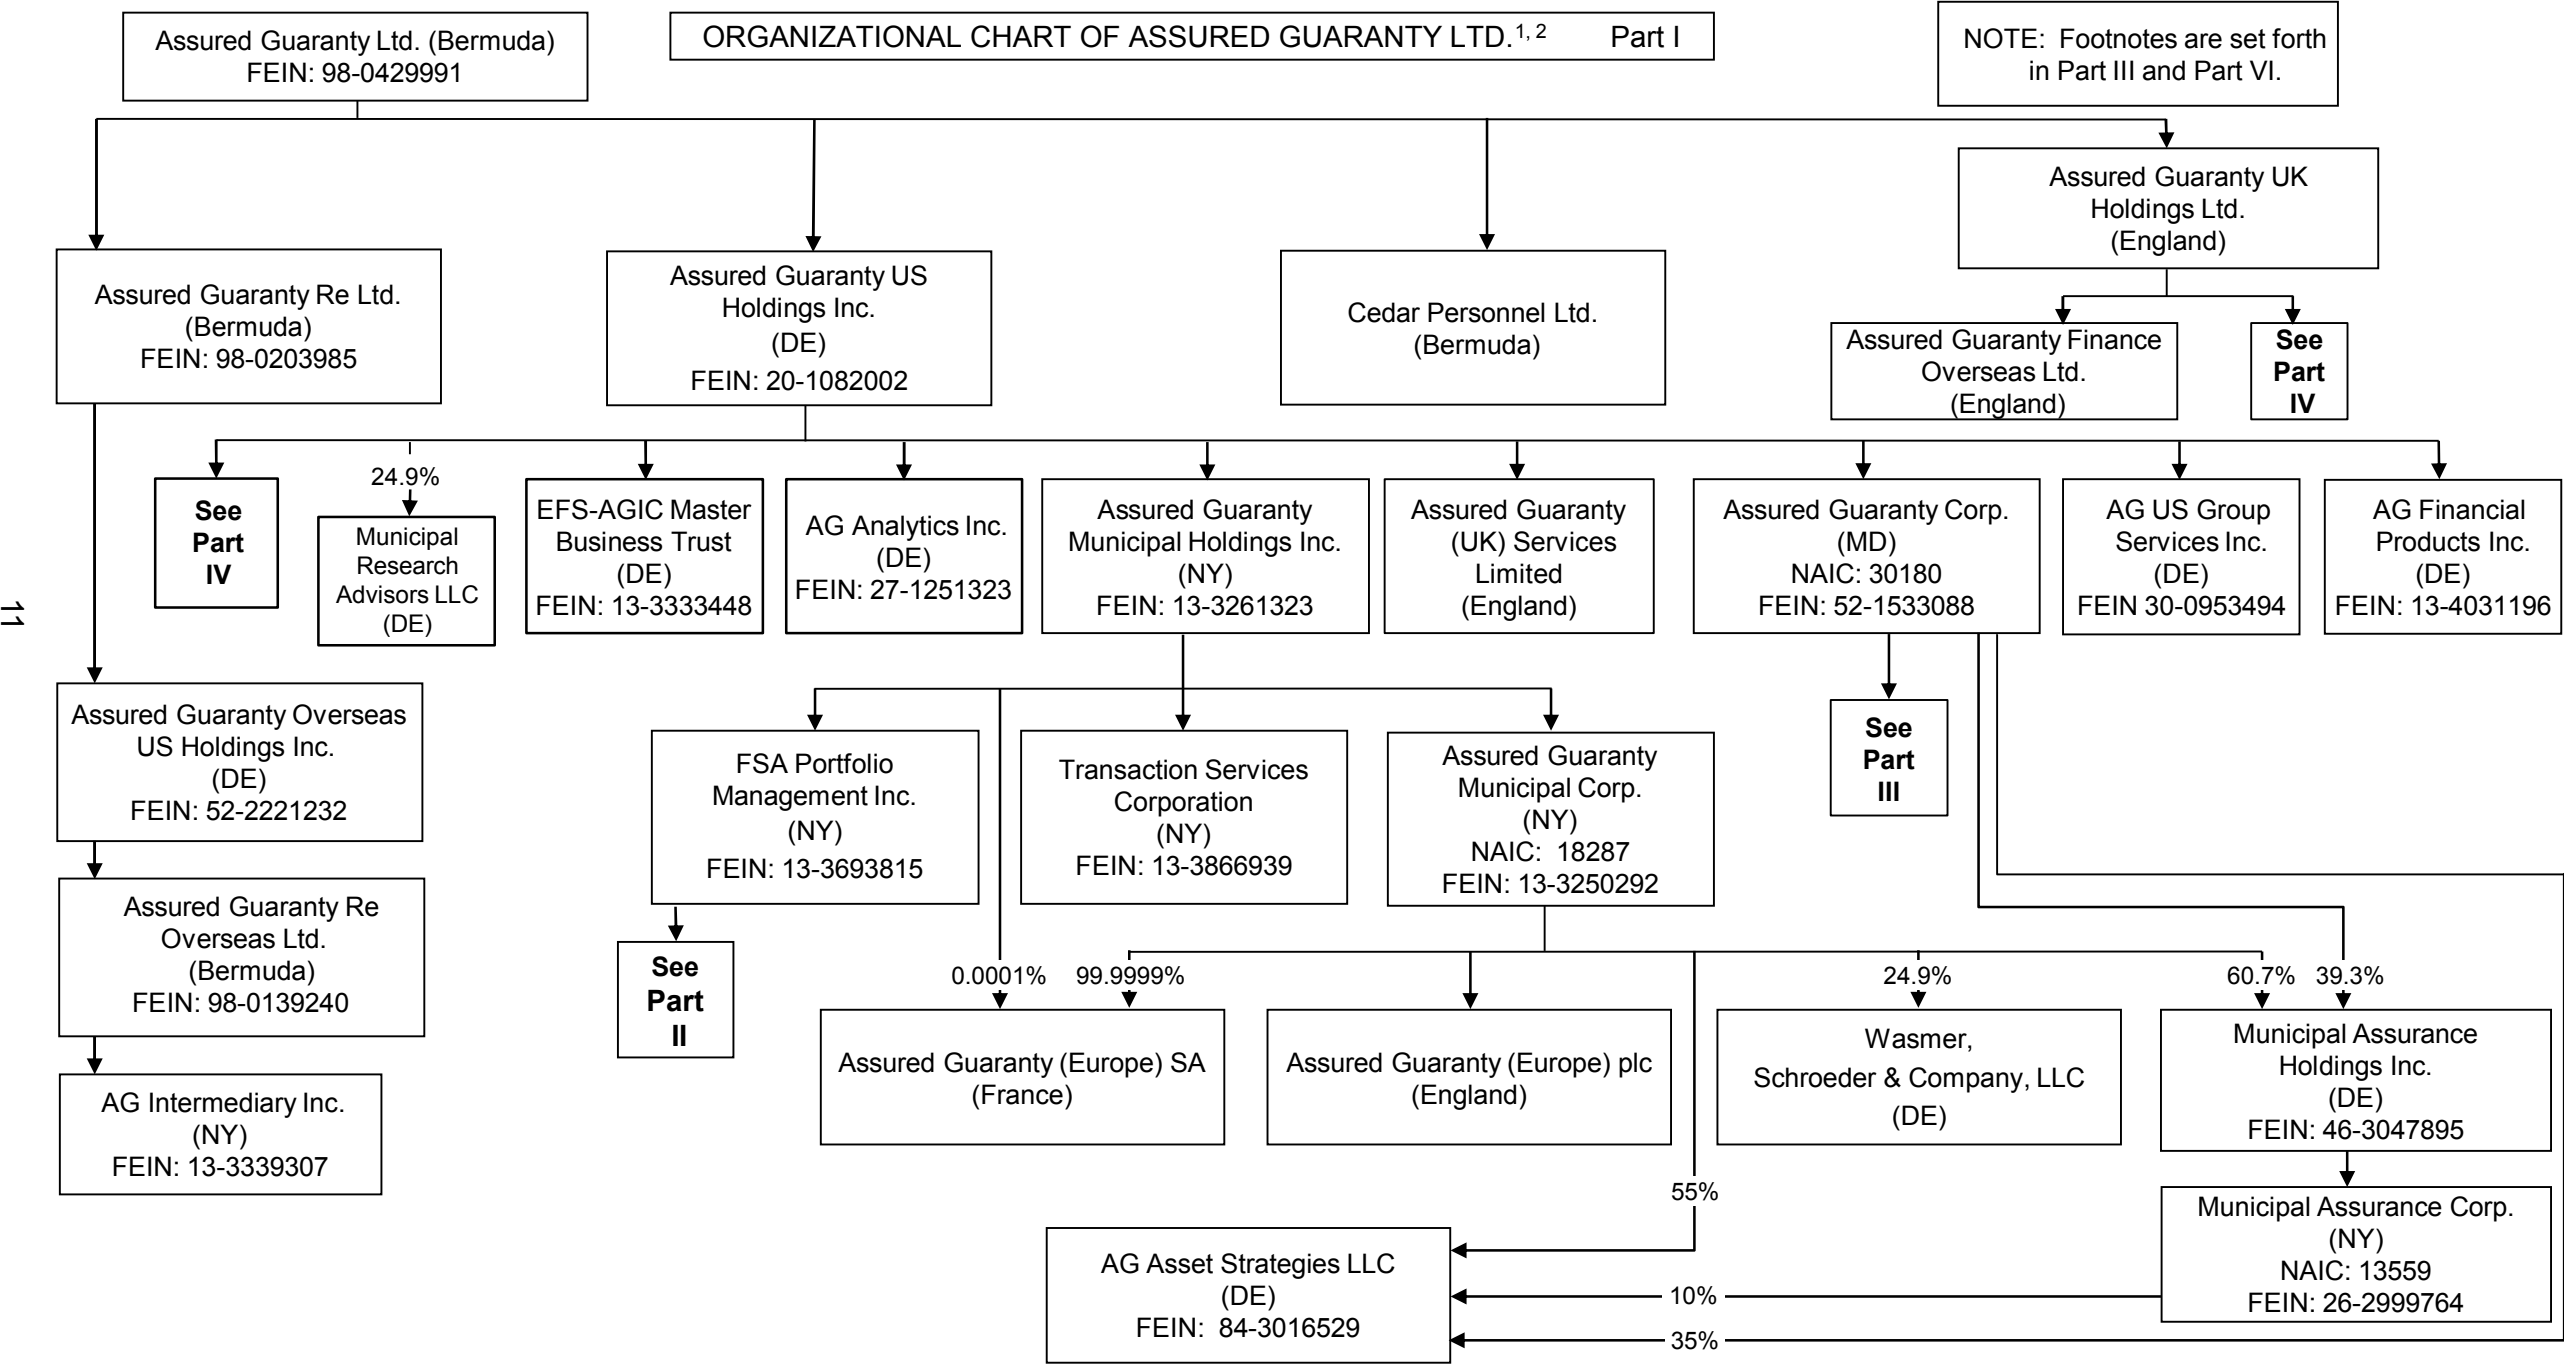 Assured Guaranty Ltd. (Bermuda)
FEIN: 98-0429991
ORGANIZATIONAL CHART OF ASSURED GUARANTY LTD.1, 2 Part I
NOTE: Footnotes are set forth
in Part III and Part VI.
Assured Guaranty UK
Holdings Ltd.
(England)
Assured Guaranty Re Ltd.
(Bermuda)
FEIN: 98-0203985
Assured Guaranty US
Holdings Inc.
(DE)
FEIN: 20-1082002
Cedar Personnel Ltd.
(Bermuda)
Assured Guaranty Finance
Overseas Ltd.
(England)
See
Part
IV
See
Part
IV
24.9%
Municipal
Research
Advisors LLC
(DE)
EFS-AGIC Master
Business Trust
(DE)
FEIN: 13-3333448
AG Analytics Inc.
(DE)
FEIN: 27-1251323
Assured Guaranty
Municipal Holdings Inc.
(NY)
FEIN: 13-3261323
Assured Guaranty
(UK) Services
Limited
(England)
Assured Guaranty Corp.
(MD)
NAIC: 30180
FEIN: 52-1533088
AG US Group
Services Inc.
(DE)
FEIN 30-0953494
AG Financial
Products Inc.
(DE)
FEIN: 13-4031196
11
Assured Guaranty Overseas
US Holdings Inc.
(DE)
FEIN: 52-2221232
FSA Portfolio
Management Inc.
(NY)
FEIN: 13-3693815
Transaction Services
Corporation
(NY)
FEIN: 13-3866939
Assured Guaranty
Municipal Corp.
(NY)
NAIC: 18287
FEIN: 13-3250292
See
Part
III
Assured Guaranty Re
Overseas Ltd.
(Bermuda)
FEIN: 98-0139240
See
Part
II
0.0001%
99.9999%
24.9%
60.7%
39.3%
Assured Guaranty (Europe) SA
(France)
Assured Guaranty (Europe) plc
(England)
Wasmer,
Schroeder & Company, LLC
(DE)
Municipal Assurance
Holdings Inc.
(DE)
FEIN: 46-3047895
AG Intermediary Inc.
(NY)
FEIN: 13-3339307
55%
Municipal Assurance Corp.
(NY)
NAIC: 13559
FEIN: 26-2999764
AG Asset Strategies LLC
(DE)
FEIN: 84-3016529
10%
35%